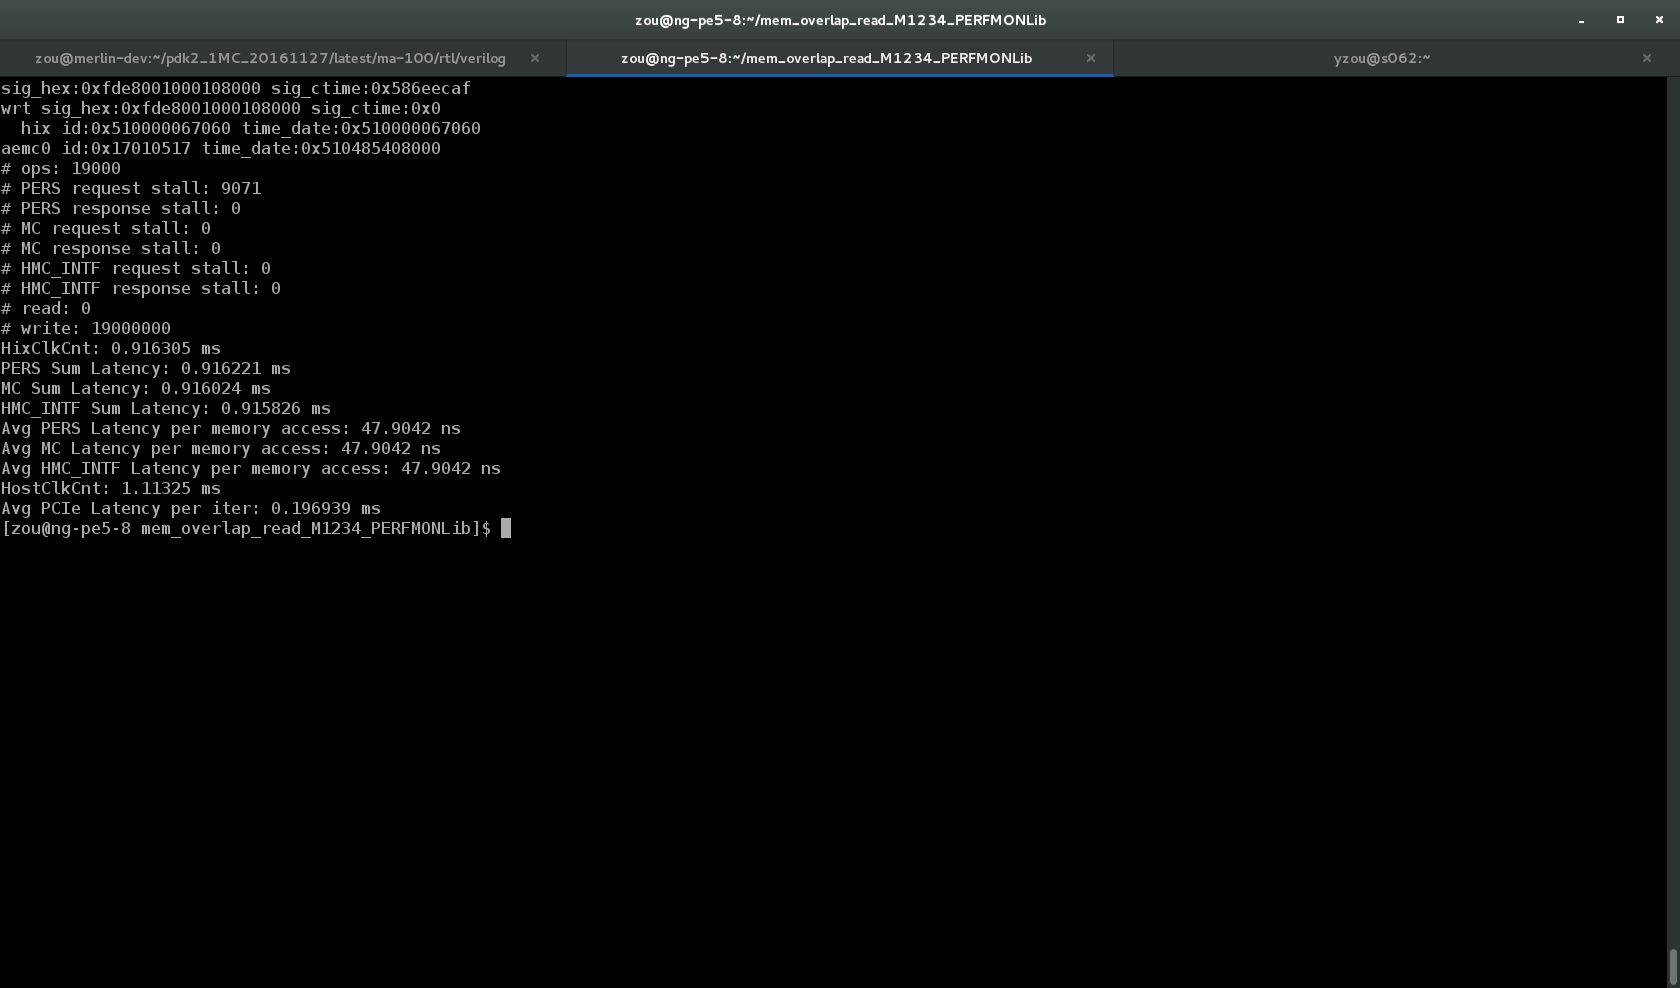 zou@ng-pe5-8:~/mem_overlap_read_M1234_PERFMONLib
zou@merlin-dev:~/pdk2_1MC_20161127/latest/ma-100/rtl/verilog
zou@ng-pe5-8:~/mem_overlap_read_M1234_PERFMONLib
yzou@s062:~
sig_hex:0xfde8001000108000 sig_ctime:0x586eecaf
wrt sig_hex:0xfde8001000108000 sig_ctime:0x0
  hix id:0x510000067060 time_date:0x510000067060
aemc0 id:0x17010517 time_date:0x510485408000
# ops: 19000
# PERS request stall: 9071
# PERS response stall: 0
# MC request stall: 0
# MC response stall: 0
# HMC_INTF request stall: 0
# HMC_INTF response stall: 0
# read: 0
# write: 19000000
HixClkCnt: 0.916305 ms
PERS Sum Latency: 0.916221 ms
MC Sum Latency: 0.916024 ms
HMC_INTF Sum Latency: 0.915826 ms
Avg PERS Latency per memory access: 47.9042 ns
Avg MC Latency per memory access: 47.9042 ns
Avg HMC_INTF Latency per memory access: 47.9042 ns
HostClkCnt: 1.11325 ms
Avg PCIe Latency per iter: 0.196939 ms
[zou@ng-pe5-8 mem_overlap_read_M1234_PERFMONLib]$